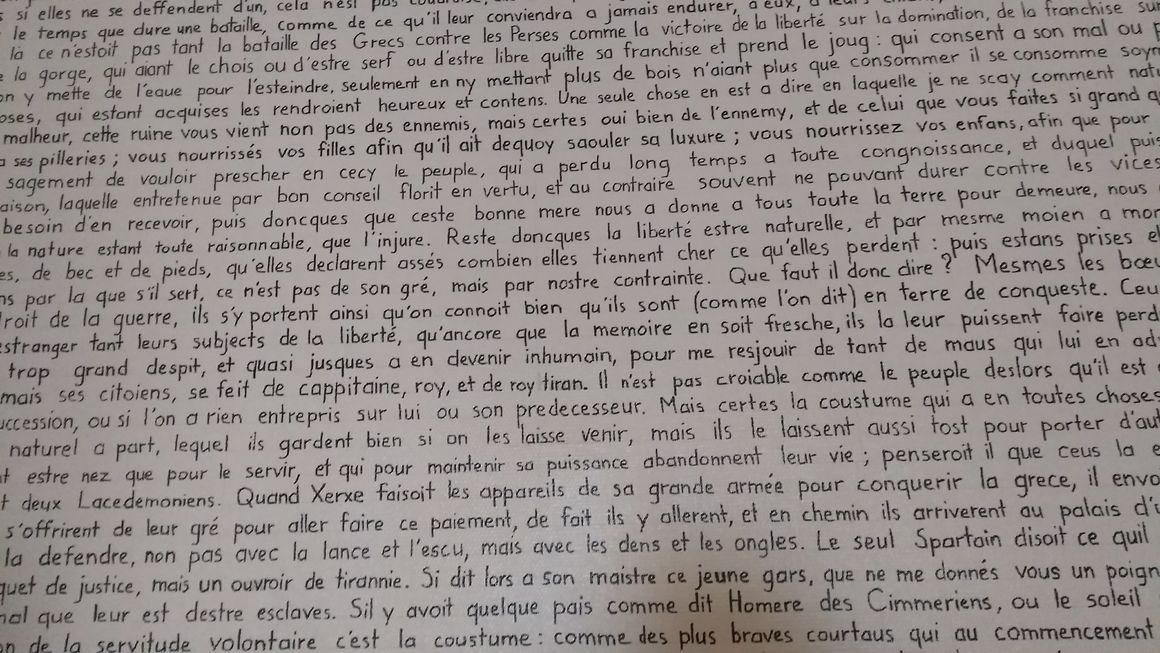 si elles ne se deffendent d'un, cela n'est pas
le temps que dure une bataille, comme de ce qu'il leur conviendra a jamais endurer, a eux, a
là ce n'estoit pas tant la bataille des Grecs contre les Perses comme la victoire de la liberté sur la domination, de la franchise sur
la gorge, qui aiant le chois ou d'estre serf ou d'estre libre quitte sa franchise et prend le joug : qui consent a son mal ou
on y mette de l'eaue pour l'esteindre, seulement en ny mettant plus de bois n'aiant plus que consommer il se consomme soym
oses, qui estant acquises les rendroient heureux et contens. Une seule chose en est a dire en laquelle je ne scay comment natu
malheur, cette ruine vous vient non pas des ennemis, mais certes oui bien de l'ennemy, et de celui que vous faites si grand q
a ses pilleries ; vous nourrissés vos filles afin qu'il ait dequoy saouler sa luxure ; vous nourrissez vos enfans, afin que pour
sagement de vouloir prescher en cecy le peuple, qui a perdu long temps a toute congnoissance, et duquel puis
aison, laquelle entretenue par bon conseil florit en vertu, et au contraire souvent ne pouvant durer contre les vices
besoin d'en recevoir, puis doncques que ceste bonne mere nous a donne a tous toute la terre pour demeure, nous
la nature estant toute raisonnable, que l'injure. Reste doncques la liberté estre naturelle, et par mesme moien a mon
es, de bec et de pieds, qu'elles declarent assés combien elles tiennent cher ce qu'elles perdent : puis estans prises el
ns par la que s'il sert, ce n'est pas de son gré, mais par nostre contrainte. Que faut il donc dire ? Mesmes les bœu
droit de la guerre, ils s'y portent ainsi qu'on connoit bien qu'ils sont (comme l'on dit) en terre de conqueste. Ceu
estranger tant leurs subjects de la liberté, qu'ancore que la memoire en soit fresche, ils la leur puissent faire perd
trop grand despit, et quasi jusques a en devenir inhumain, pour me resjouir de tant de maus qui lui en ad
mais ses citoiens, se feit de cappitaine, roy, et de roy tiran. Il n'est pas croiable comme le peuple deslors qu'il est
uccession, ou si l'on a rien entrepris sur lui ou son predecesseur. Mais certes la coustume qui a en toutes choses
naturel a part, lequel ils gardent bien si on les laisse venir, mais ils le laissent aussi tost pour porter d'aut
t estre nez que pour le servir, et qui pour maintenir sa puissance abandonnent leur vie ; penseroit il que ceus la e
t deux Lacedemoniens. Quand Xerxe faisoit les appareils de sa grande armée pour conquerir la grece, il envo
s'offrirent de leur gré pour aller faire ce paiement, de fait ils y allerent, et en chemin ils arriverent au palais d'u
la defendre, non pas avec la lance et l'escu, mais avec les dens et les ongles. Le seul Spartain disoit ce quil
quet de justice, mais un ouvroir de tirannie. Si dit lors a son maistre ce jeune gars, que ne me donnés vous un poign
nal que leur est destre esclaves. Sil y avoit quelque pais comme dit Homere des Cimmeriens, ou le soleil
on de la servitude volontaire c'est la coustume : comme des plus braves courtaus qui au commencement